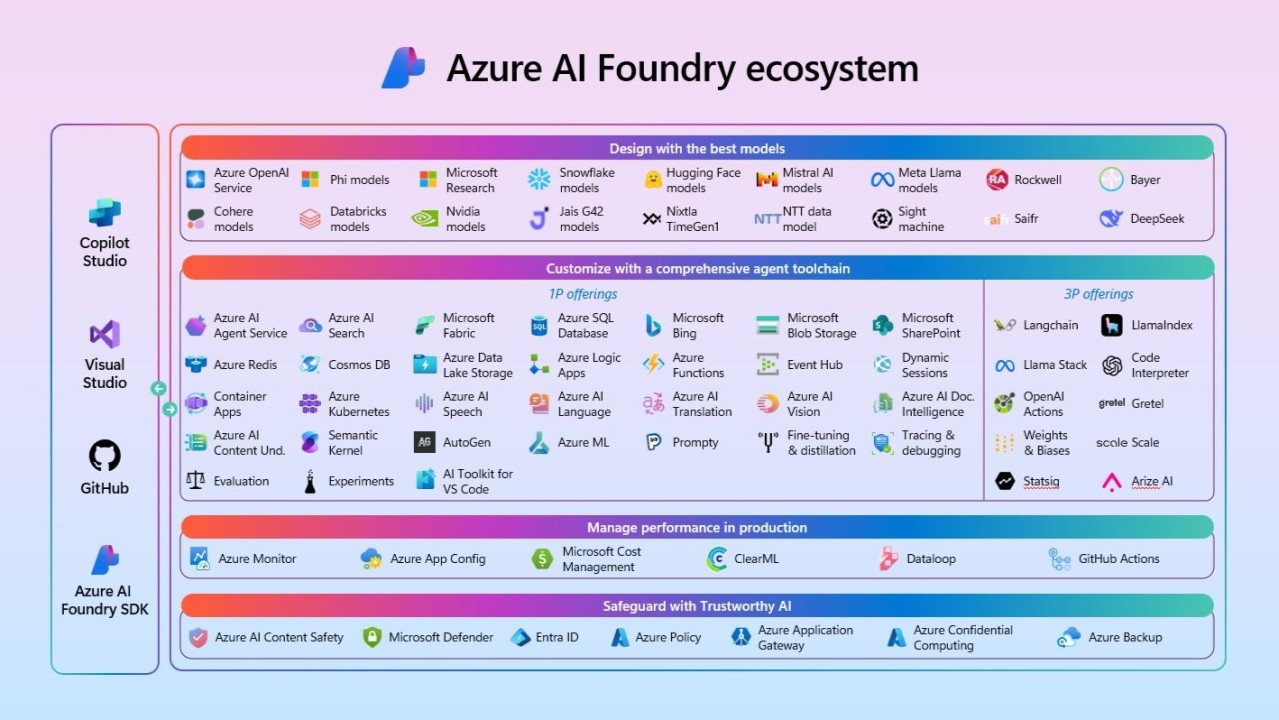 Azure AI Foundry ecosystem
Copilot
Studio
Visual
Studio
GitHub
Azure AI
Foundry SDK
Design with the best models
Azure OpenAI
Service
Phi models
Microsoft
Research
Snowflake
models
Hugging Face
models
Mistral AI
models
Meta Llama
models
RA
Rockwell
Bayer
Cohere
models
Databricks
models
Nvidia
models
Jais G42
models
Nixtla
TimeGen1
NTT
NTT data
model
Sight
machine
ai
Saifr
DeepSeek
Customize with a comprehensive agent toolchain
1P offerings
Azure AI
Agent Service
Azure AI
Search
Microsoft
Fabric
SQL
Azure SQL
Database
Microsoft
Bing
Microsoft
Blob Storage
Microsoft
SharePoint
Azure Redis
Cosmos DB
Azure Data
Lake Storage
Azure Logic
Apps
Azure
Functions
Event Hub
Dynamic
Sessions
Container
Apps
Azure
Kubernetes
Azure AI
Speech
Azure AI
Language
Azure AI
Translation
Azure AI
Vision
Azure AI Doc.
Intelligence
Azure AI
Content Und.
Semantic
Kernel
AG
AutoGen
Azure ML
Prompty
Fine-tuning
& distillation
Tracing &
debugging
Evaluation
Experiments
AI Toolkit for
VS Code
3P offerings
Langchain
LlamaIndex
Llama Stack
Code
Interpreter
OpenAI
Actions
gretel
Gretel
Weights
& Biases
scale
Scale
Statsig
Arize AI
Manage performance in production
Azure Monitor
Azure App Config
Microsoft Cost
Management
ClearML
Dataloop
GitHub Actions
Safeguard with Trustworthy AI
Azure AI Content Safety
Microsoft Defender
Entra ID
Azure Policy
Azure Application
Gateway
Azure Confidential
Computing
Azure Backup